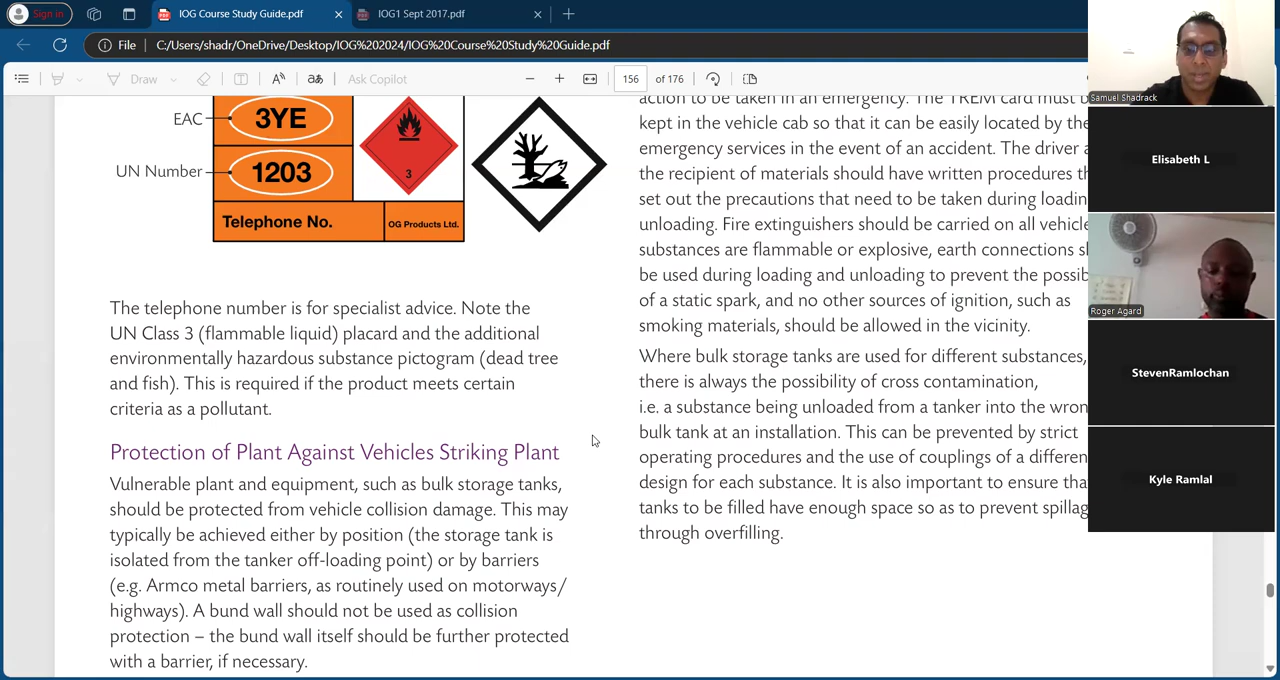 Sign in
IOG Course Study Guide.pdf
IOG1 Sept 2017.pdf
File
C:/Users/shadr/OneDrive/Desktop/IOG%202024/IOG%20Course%20Study%20Guide.pdf
Draw
Ask Copilot
156
of 176
EAC
3YE
UN Number
1203
3
Telephone No.
OG Products Ltd.
The telephone number is for specialist advice. Note the
UN Class 3 (flammable liquid) placard and the additional
environmentally hazardous substance pictogram (dead tree
and fish). This is required if the product meets certain
criteria as a pollutant.
Protection of Plant Against Vehicles Striking Plant
Vulnerable plant and equipment, such as bulk storage tanks,
should be protected from vehicle collision damage. This may
typically be achieved either by position (the storage tank is
isolated from the tanker off-loading point) or by barriers
(e.g. Armco metal barriers, as routinely used on motorways/
highways). A bund wall should not be used as collision
protection – the bund wall itself should be further protected
with a barrier, if necessary.
action to be taken in an emergency. The TREM card must
kept in the vehicle cab so that it can be easily located by the
emergency services in the event of an accident. The driver
the recipient of materials should have written procedures
set out the precautions that need to be taken during
unloading. Fire extinguishers should be carried on all
substances are flammable or explosive, earth connections
be used during loading and unloading to prevent the
of a static spark, and no other sources of ignition, such as
smoking materials, should be allowed in the vicinity.
Where bulk storage tanks are used for different substances,
there is always the possibility of cross contamination,
i.e. a substance being unloaded from a tanker into the
bulk tank at an installation. This can be prevented by strict
operating procedures and the use of couplings of a
design for each substance. It is also important to ensure
tanks to be filled have enough space so as to prevent
through overfilling.
Samuel Shadrack
Elisabeth L
Roger Agard
StevenRamlochan
Kyle Ramlal